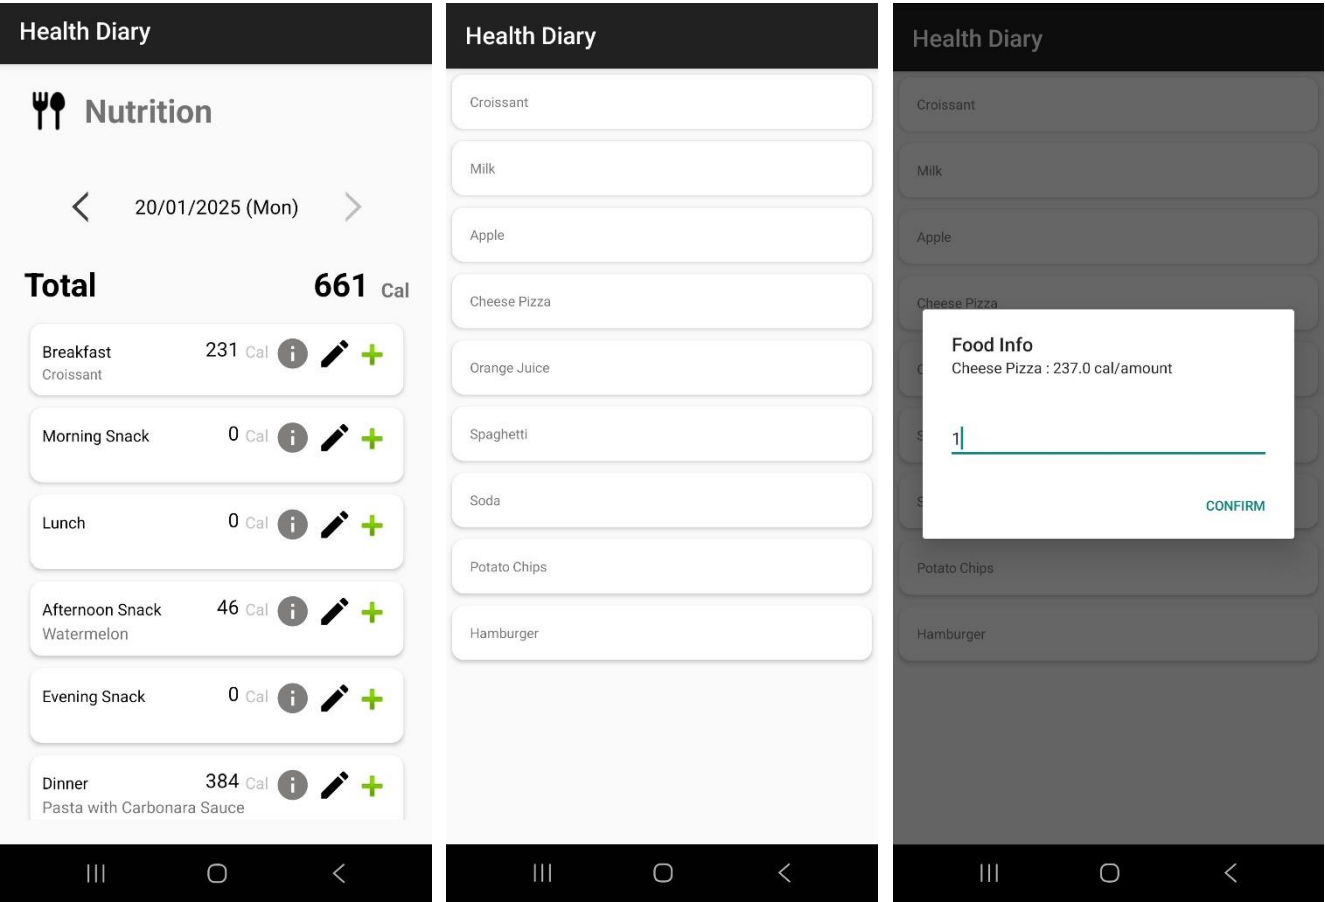 Health Diary
Nutrition
20/01/2025 (Mon)
Total 661 Cal
Breakfast 231 Cal
Croissant
Morning Snack 0 Cal
Lunch 0 Cal
Afternoon Snack 46 Cal
Watermelon
Evening Snack 0 Cal
Dinner 384 Cal
Pasta with Carbonara Sauce
Health Diary
Croissant
Milk
Apple
Cheese Pizza
Orange Juice
Spaghetti
Soda
Potato Chips
Hamburger
Health Diary
Croissant
Milk
Apple
Cheese Pizza
Food Info
Cheese Pizza : 237.0 cal/amount
1
CONFIRM
Potato Chips
Hamburger